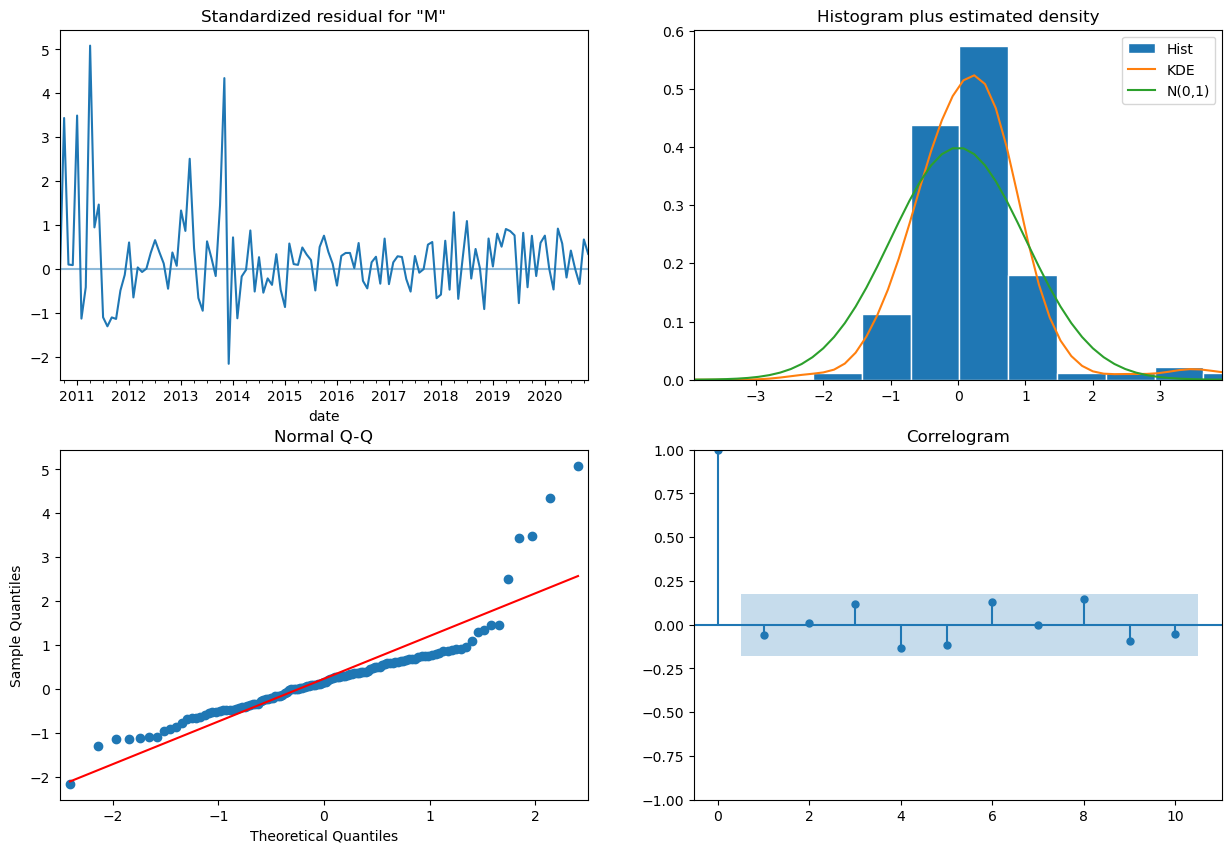 Standardized residual for "M"
5
4
3
2
1
0
−1
−2
2011 2012 2013 2014 2015 2016 2017 2018 2019 2020
date
Histogram plus estimated density
0.6
0.5
0.4
0.3
0.2
0.1
0.0
−3 −2 −1 0 1 2 3
Hist
KDE
N(0,1)
Normal Q-Q
Sample Quantiles
5
4
3
2
1
0
−1
−2
−2 −1 0 1 2
Theoretical Quantiles
Correlogram
1.00
0.75
0.50
0.25
0.00
−0.25
−0.50
−0.75
−1.00
0 2 4 6 8 10